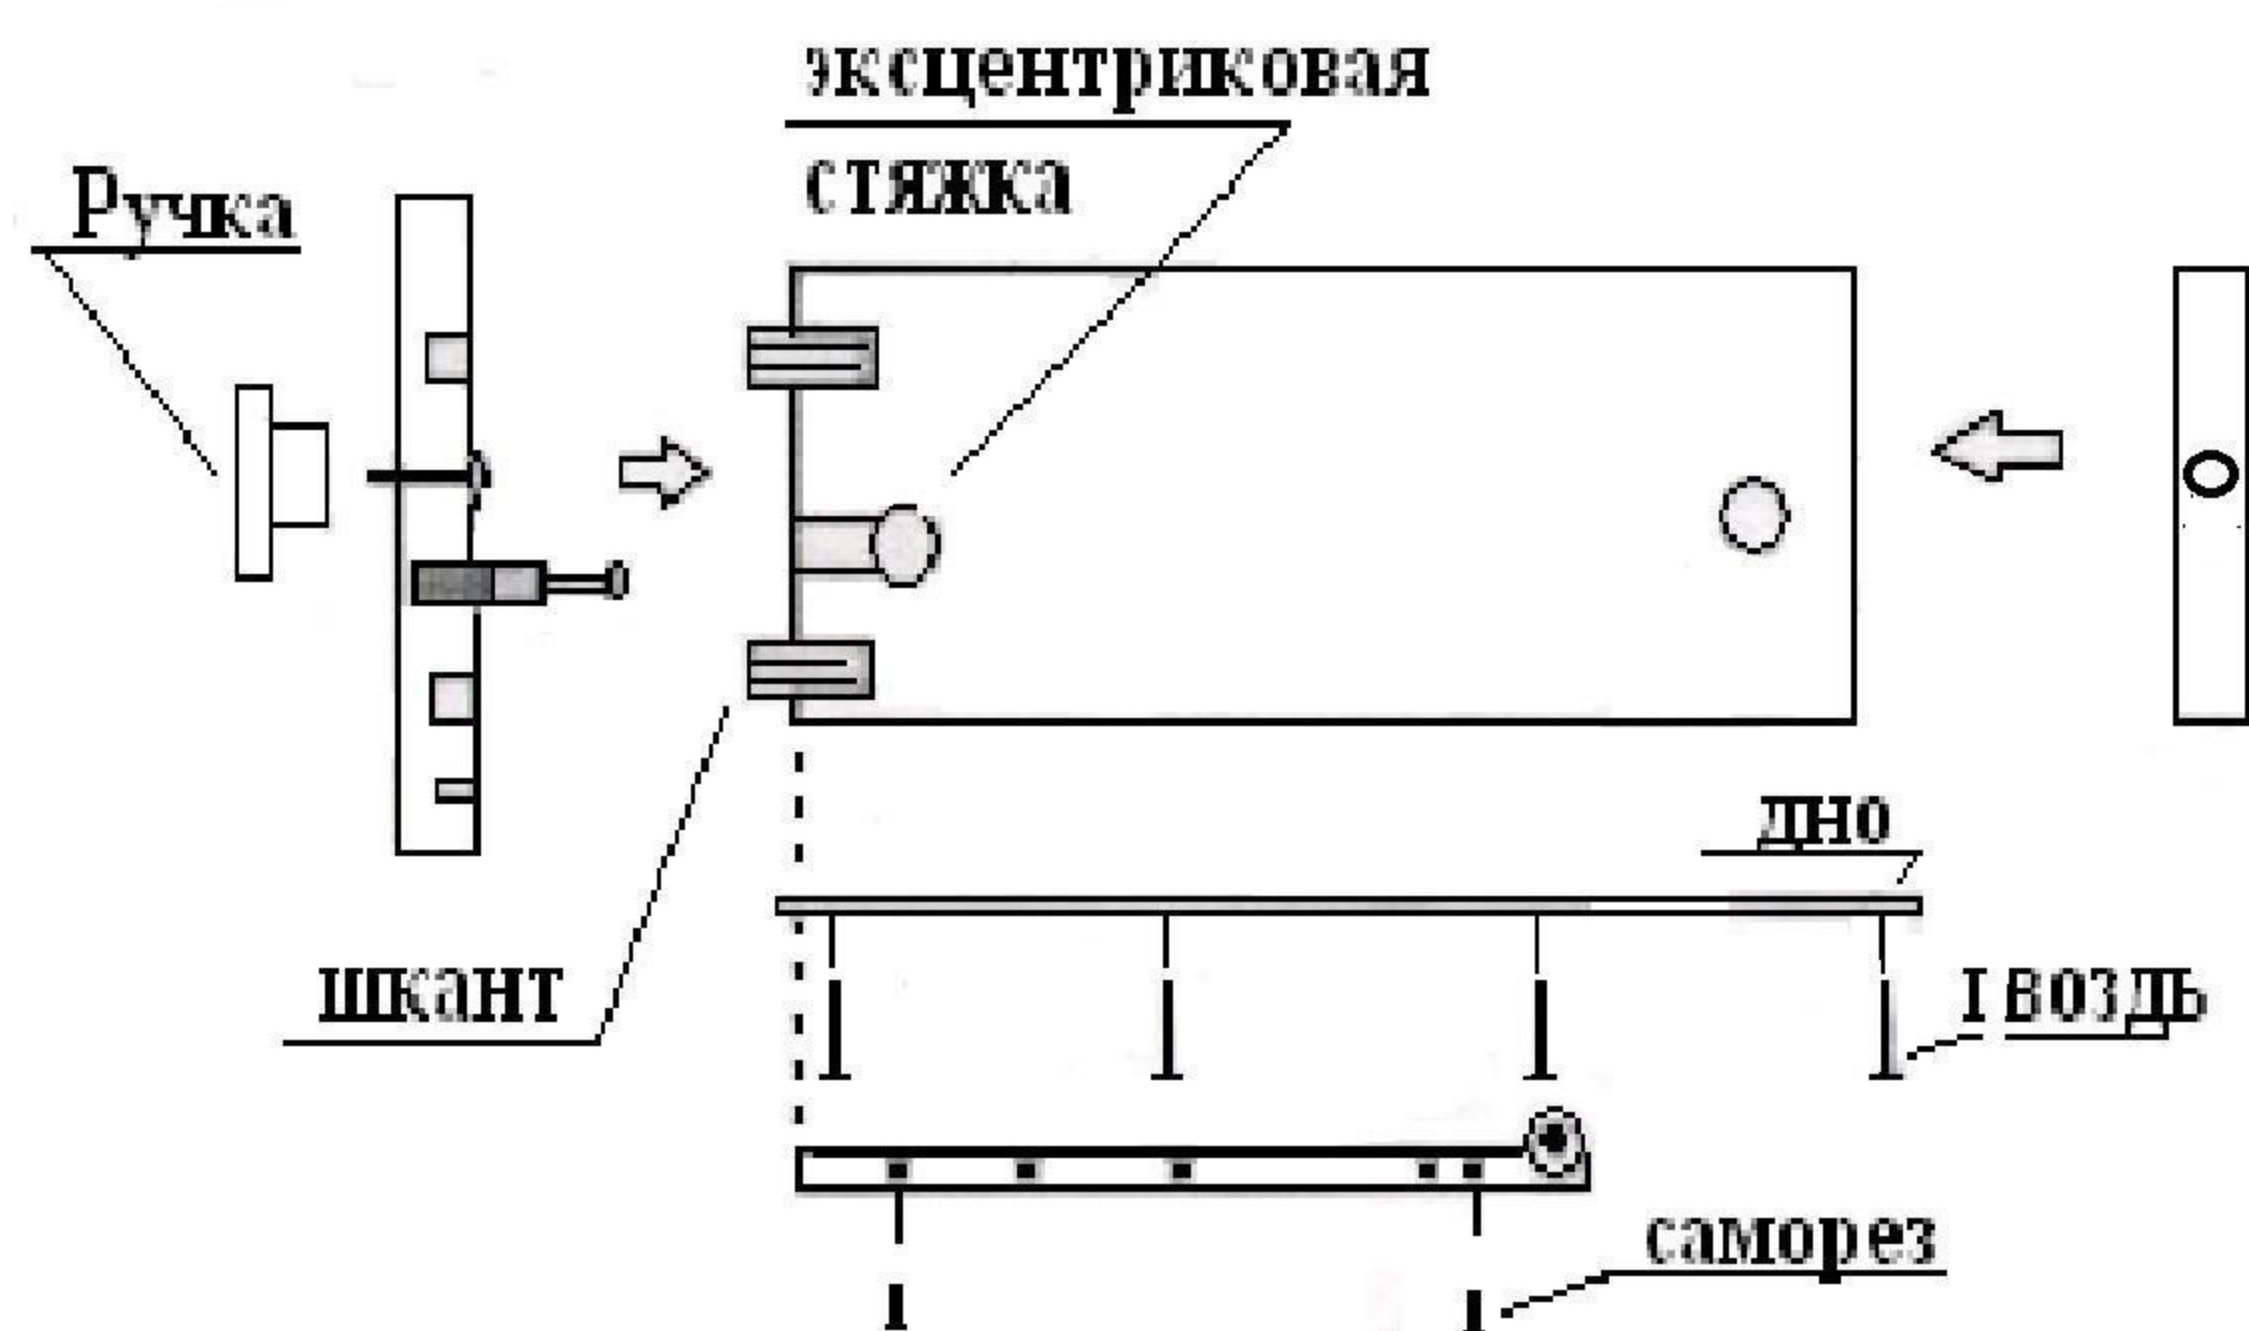 эксцентриковая
стяжка
Ручка
дно
шкант
гвоздь
саморез